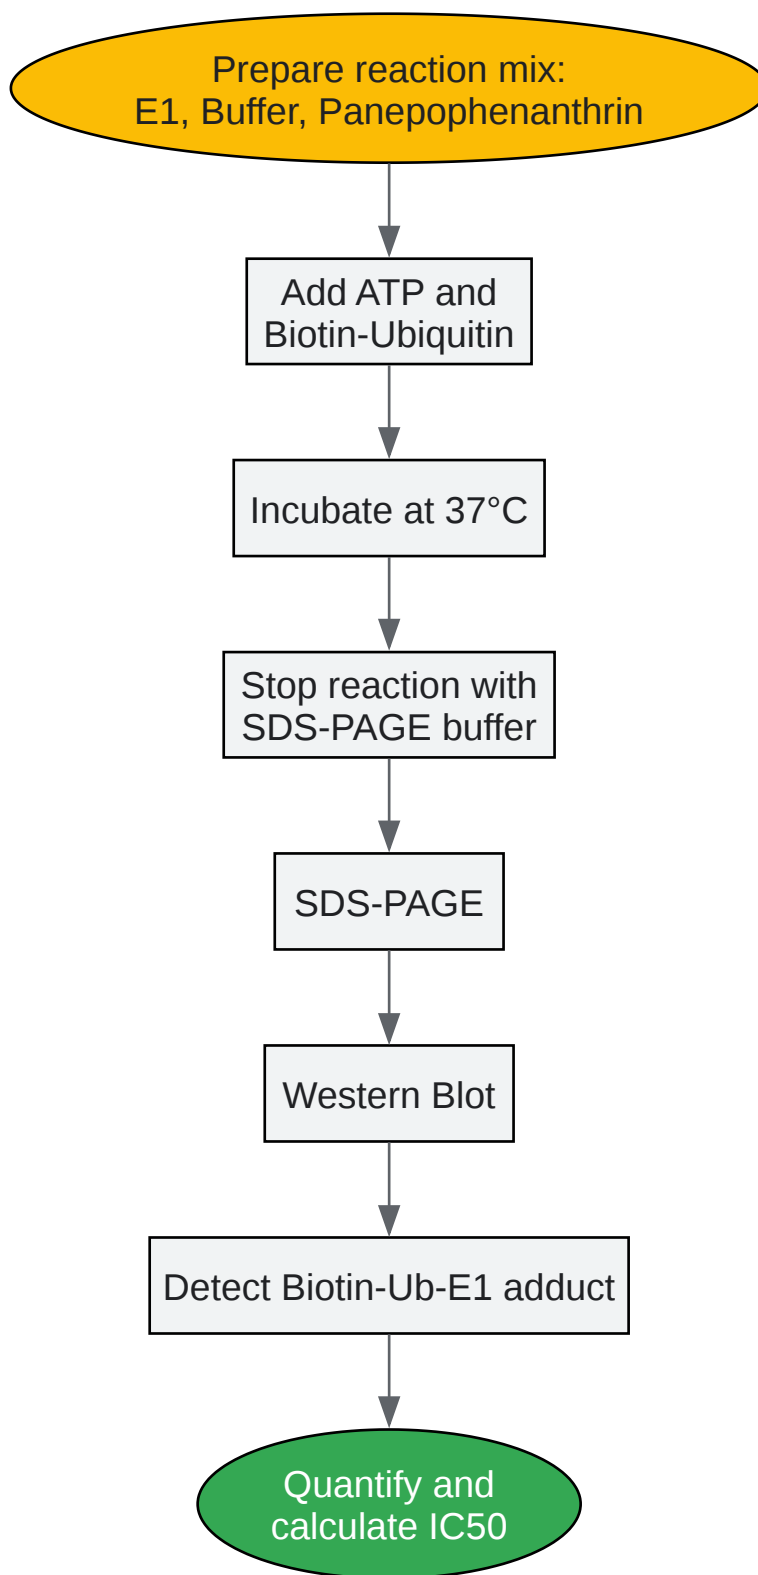 Prepare reaction mix:
E1, Buffer, Panepophenanthrin
Add ATP and
Biotin-Ubiquitin
Incubate at 37°C
Stop reaction with
SDS-PAGE buffer
SDS-PAGE
Western Blot
Detect Biotin-Ub-E1 adduct
Quantify and
calculate IC50